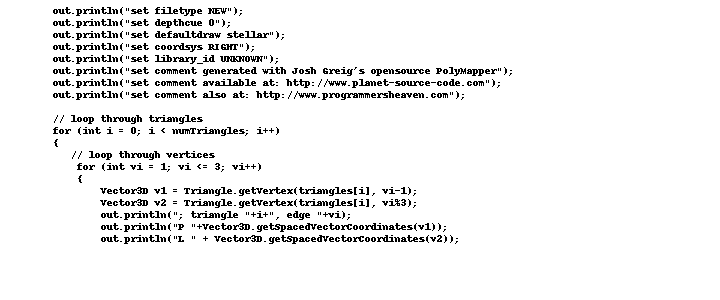 out.println("set filetype NEW");
out.println("set depthcue 0");
out.println("set defaultdraw stellar");
out.println("set coordsys RIGHT");
out.println("set library_id UNKNOWN");
out.println("set comment generated with Josh Greig's opensource PolyMapper");
out.println("set comment available at: http://www.planet-source-code.com");
out.println("set comment also at: http://www.programmersheaven.com");
// loop through triangles
for (int i = 0; i < numTriangles; i++)
{
// loop through vertices
for (int vi = 1; vi <= 3; vi++)
{
Vector3D v1 = Triangle.getVertex(triangles[i], vi-1);
Vector3D v2 = Triangle.getVertex(triangles[i], vi%3);
out.println("; triangle "+i+", edge "+vi);
out.println("P "+Vector3D.getSpacedVectorCoordinates(v1));
out.println("L " + Vector3D.getSpacedVectorCoordinates(v2));